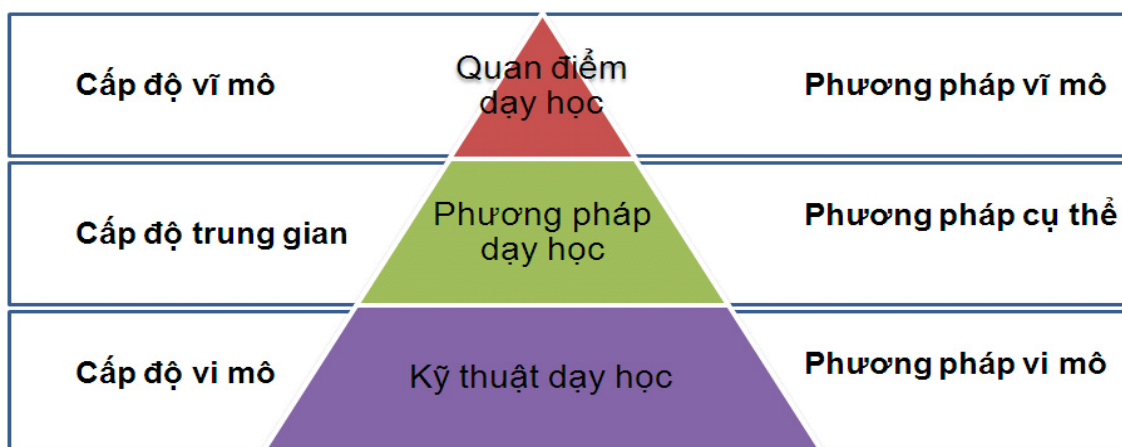 Cấp độ vĩ mô
Quan điểm
dạy học
Phương pháp vĩ mô
Cấp độ trung gian
Phương pháp
dạy học
Phương pháp cụ thể
Cấp độ vi mô
Kỹ thuật dạy học
Phương pháp vi mô